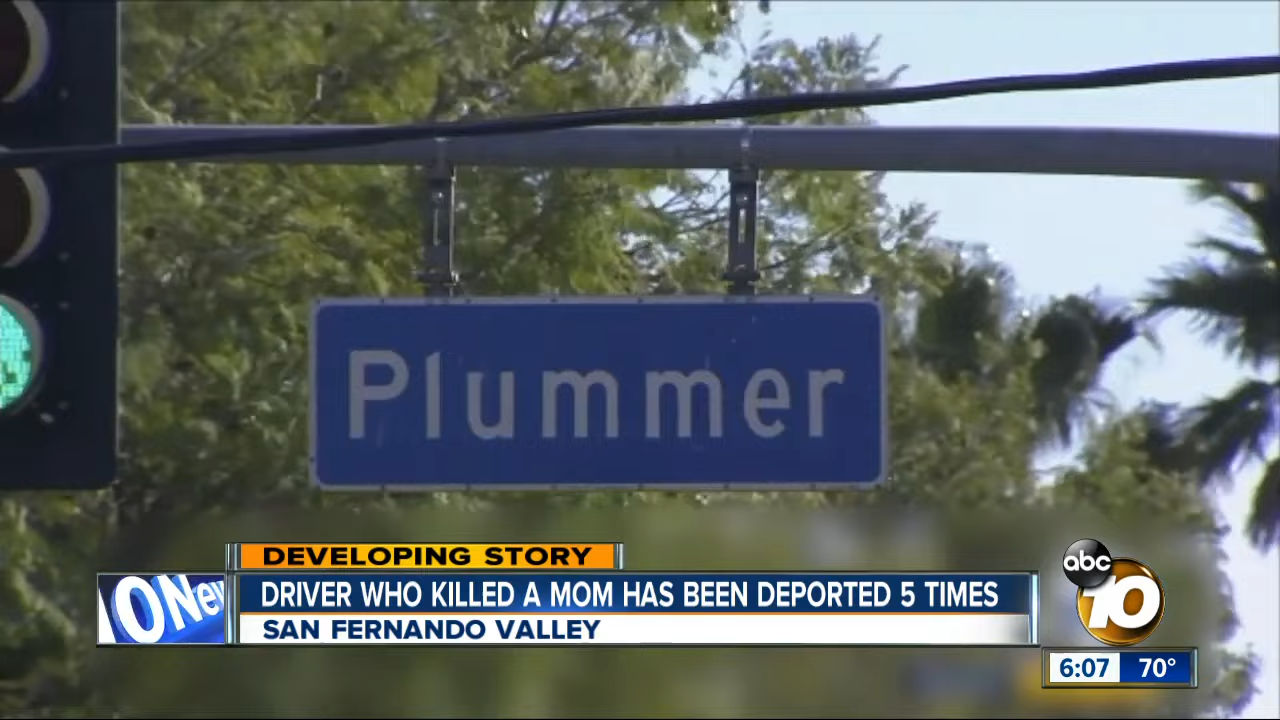 Plummer
DEVELOPING STORY
DRIVER WHO KILLED A MOM HAS BEEN DEPORTED 5 TIMES
SAN FERNANDO VALLEY
abc
10
6:07 70°